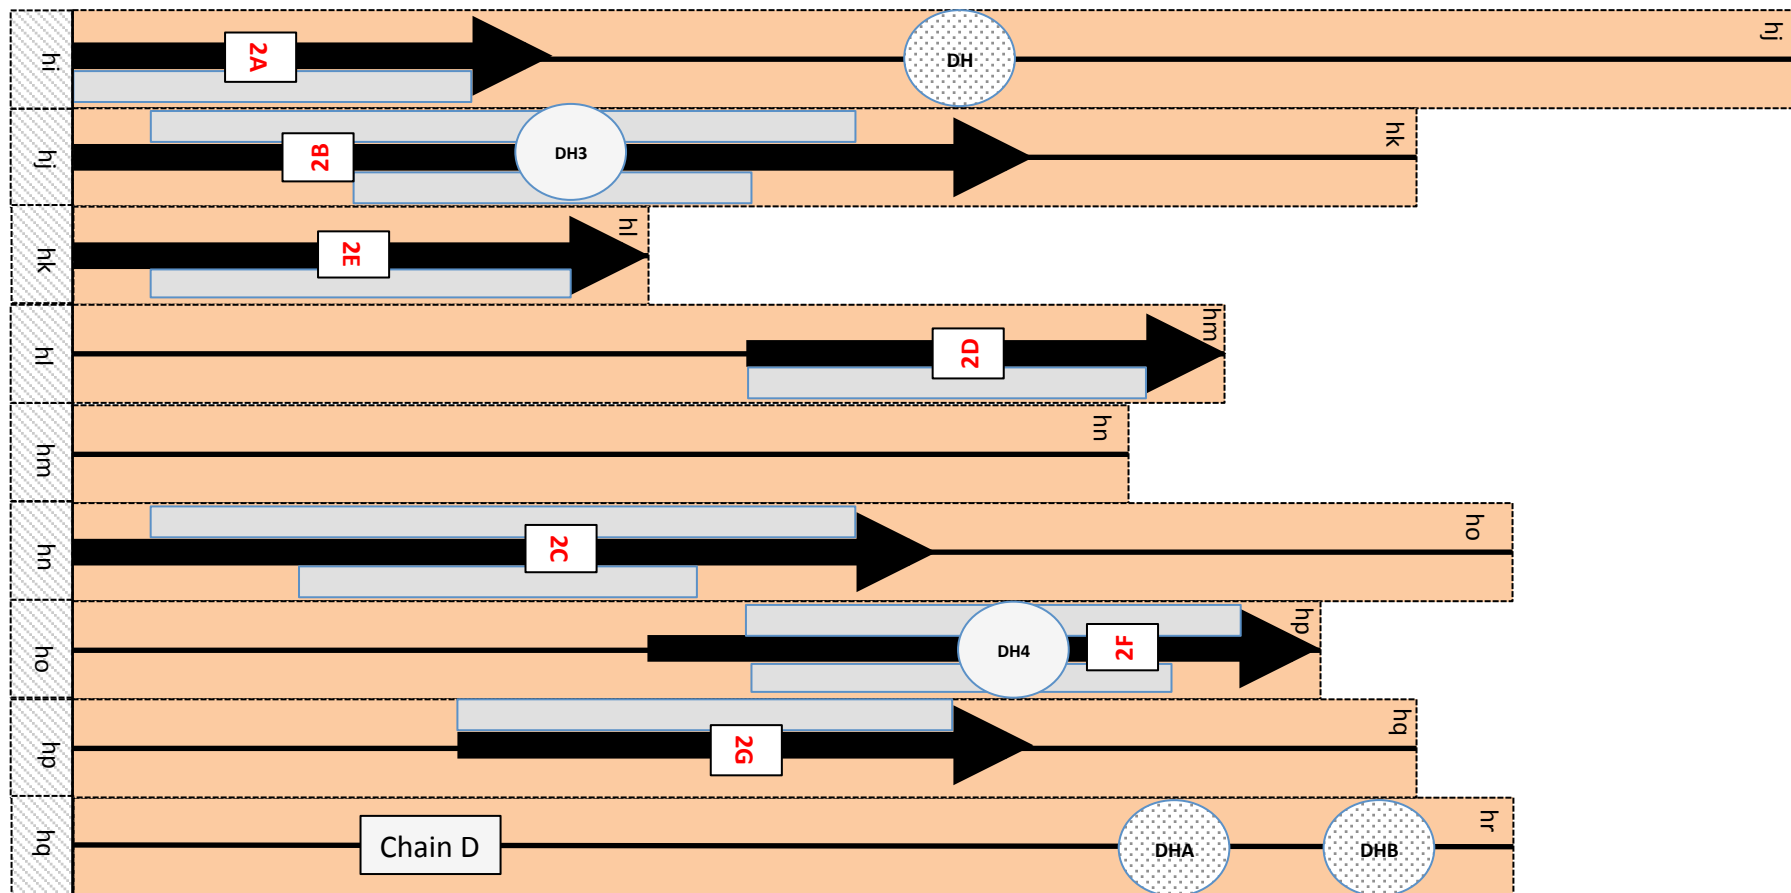 hi 2A DH hj
hj 2B DH3 hk
hk 2E hl
hl 2D hm
hm hn
hn 2C ho
ho DH4 2F hp
hp 2G hq
hq Chain D DHA DHB hr